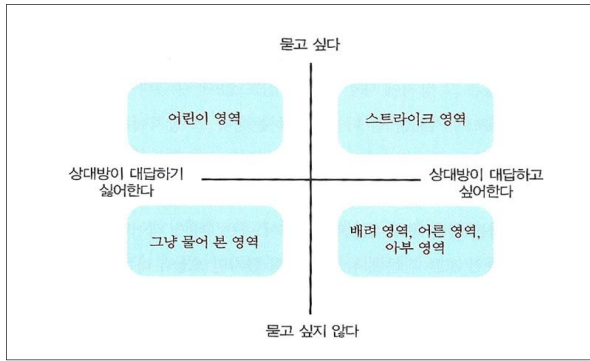 묻고 싶다
어린이 영역
스트라이크 영역
상대방이 대답하기
싫어한다
상대방이 대답하고
싶어한다
그냥 물어 본 영역
배려 영역, 어른 영역,
아부 영역
묻고 싶지 않다